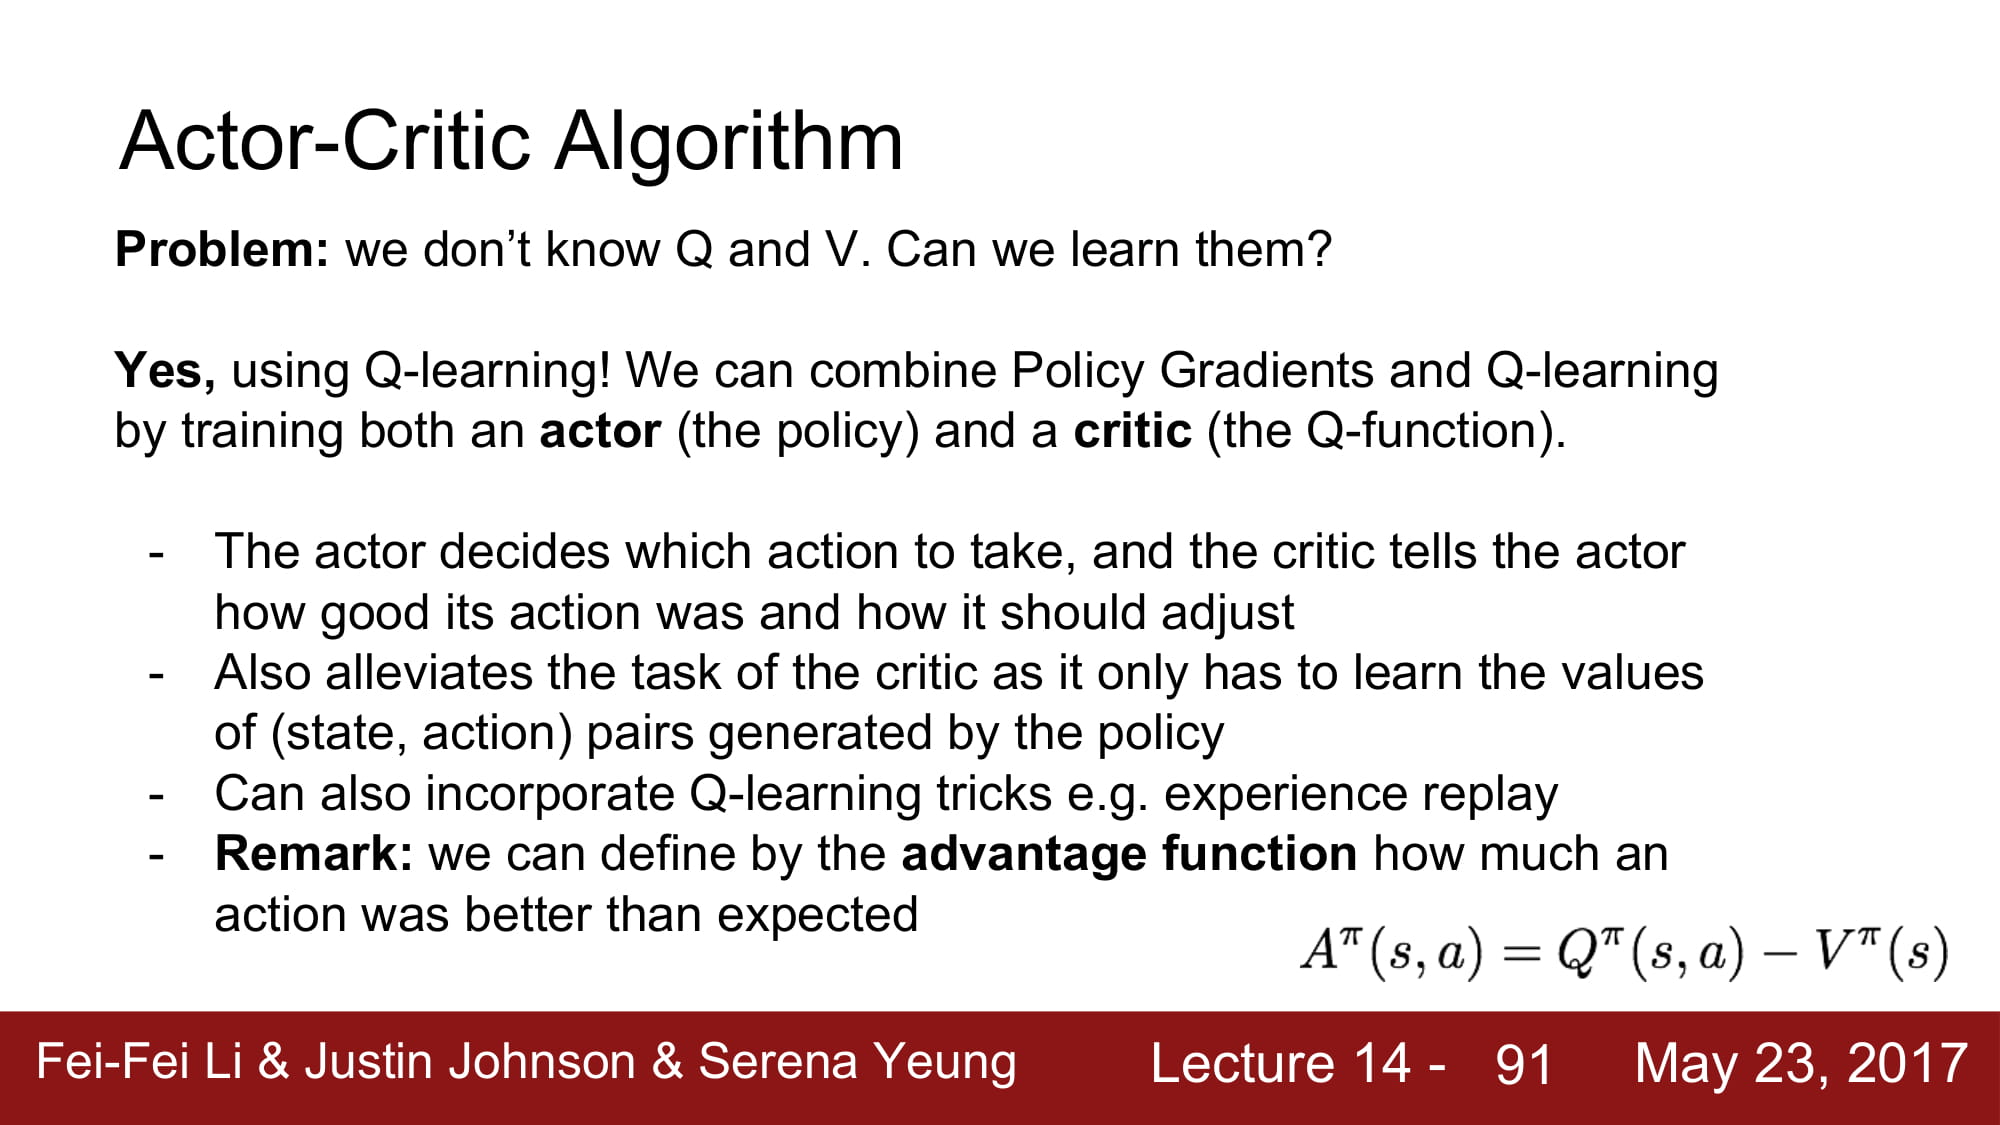 Actor-Critic Algorithm
Problem: we don’t know Q and V. Can we learn them?
Yes, using Q-learning! We can combine Policy Gradients and Q-learning
by training both an actor (the policy) and a critic (the Q-function).
- The actor decides which action to take, and the critic tells the actor
how good its action was and how it should adjust
- Also alleviates the task of the critic as it only has to learn the values
of (state, action) pairs generated by the policy
- Can also incorporate Q-learning tricks e.g. experience replay
- Remark: we can define by the advantage function how much an
action was better than expected
A^π(s, a) = Q^π(s, a) − V^π(s)
Fei-Fei Li & Justin Johnson & Serena Yeung Lecture 14 - 91 May 23, 2017